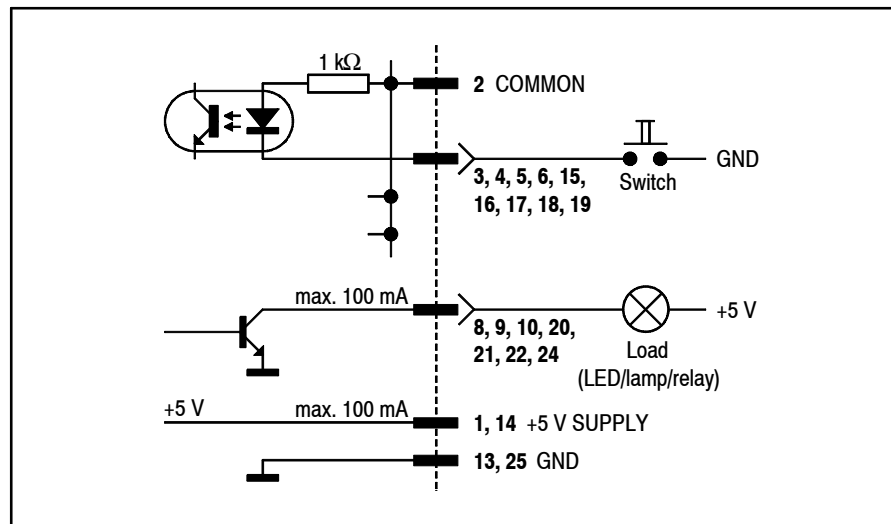 1 kΩ
2 COMMON
GND
3, 4, 5, 6, 15,
16, 17, 18, 19
Switch
max. 100 mA
+5 V
8, 9, 10, 20,
21, 22, 24
Load
(LED/lamp/relay)
+5 V
max. 100 mA
1, 14 +5 V SUPPLY
13, 25 GND